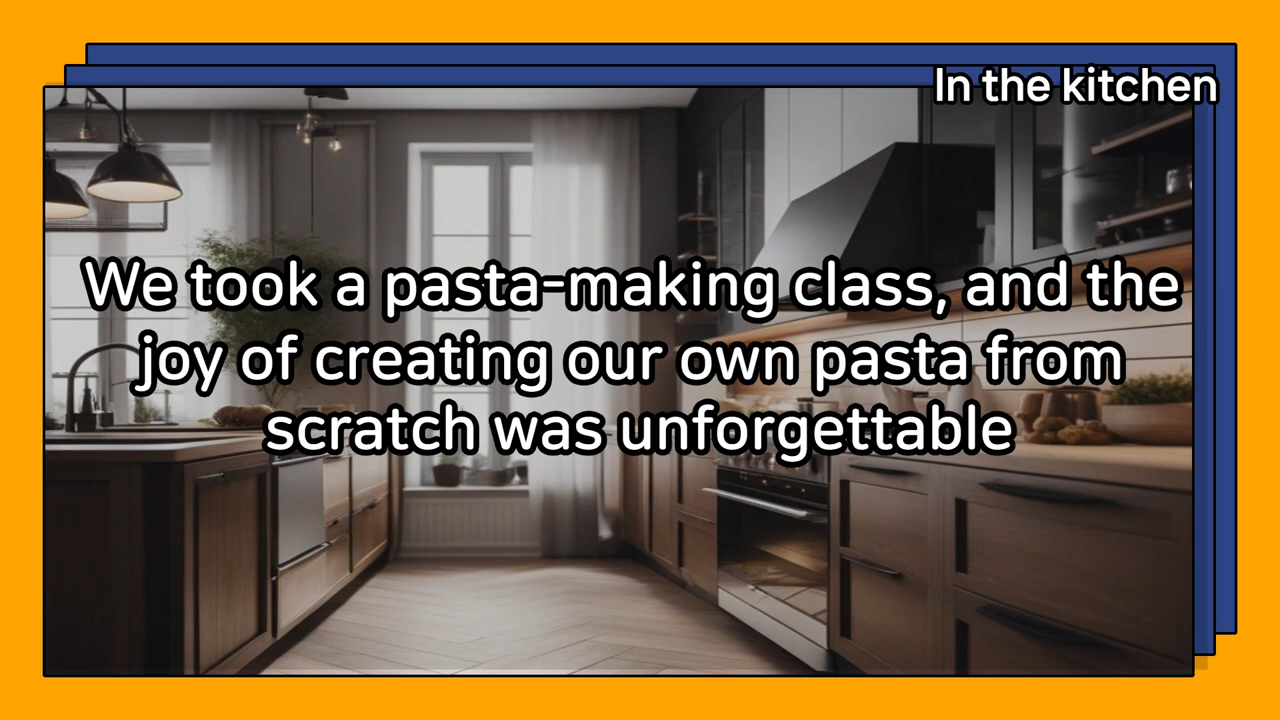 In the kitchen
We took a pasta-making class, and the
joy of creating our own pasta from
scratch was unforgettable